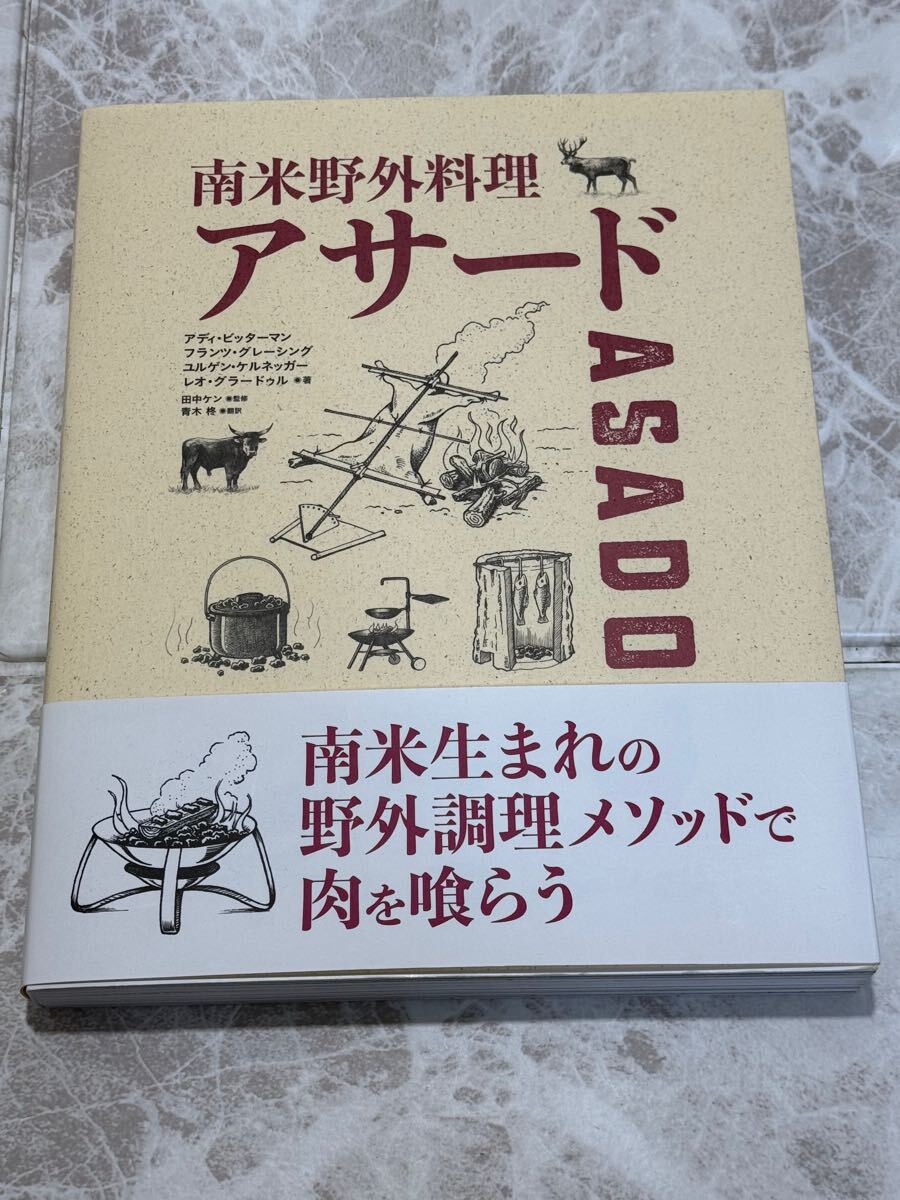 南米野外料理
アサード
ASADO
アディ・ビッターマン
フランツ・グレーシング
ユルゲン・ケルネッガー
レオ・グラードゥル◉著
田中ケン◉監修
青木 柊◉翻訳
南米生まれの
野外調理メソッドで
肉を喰らう